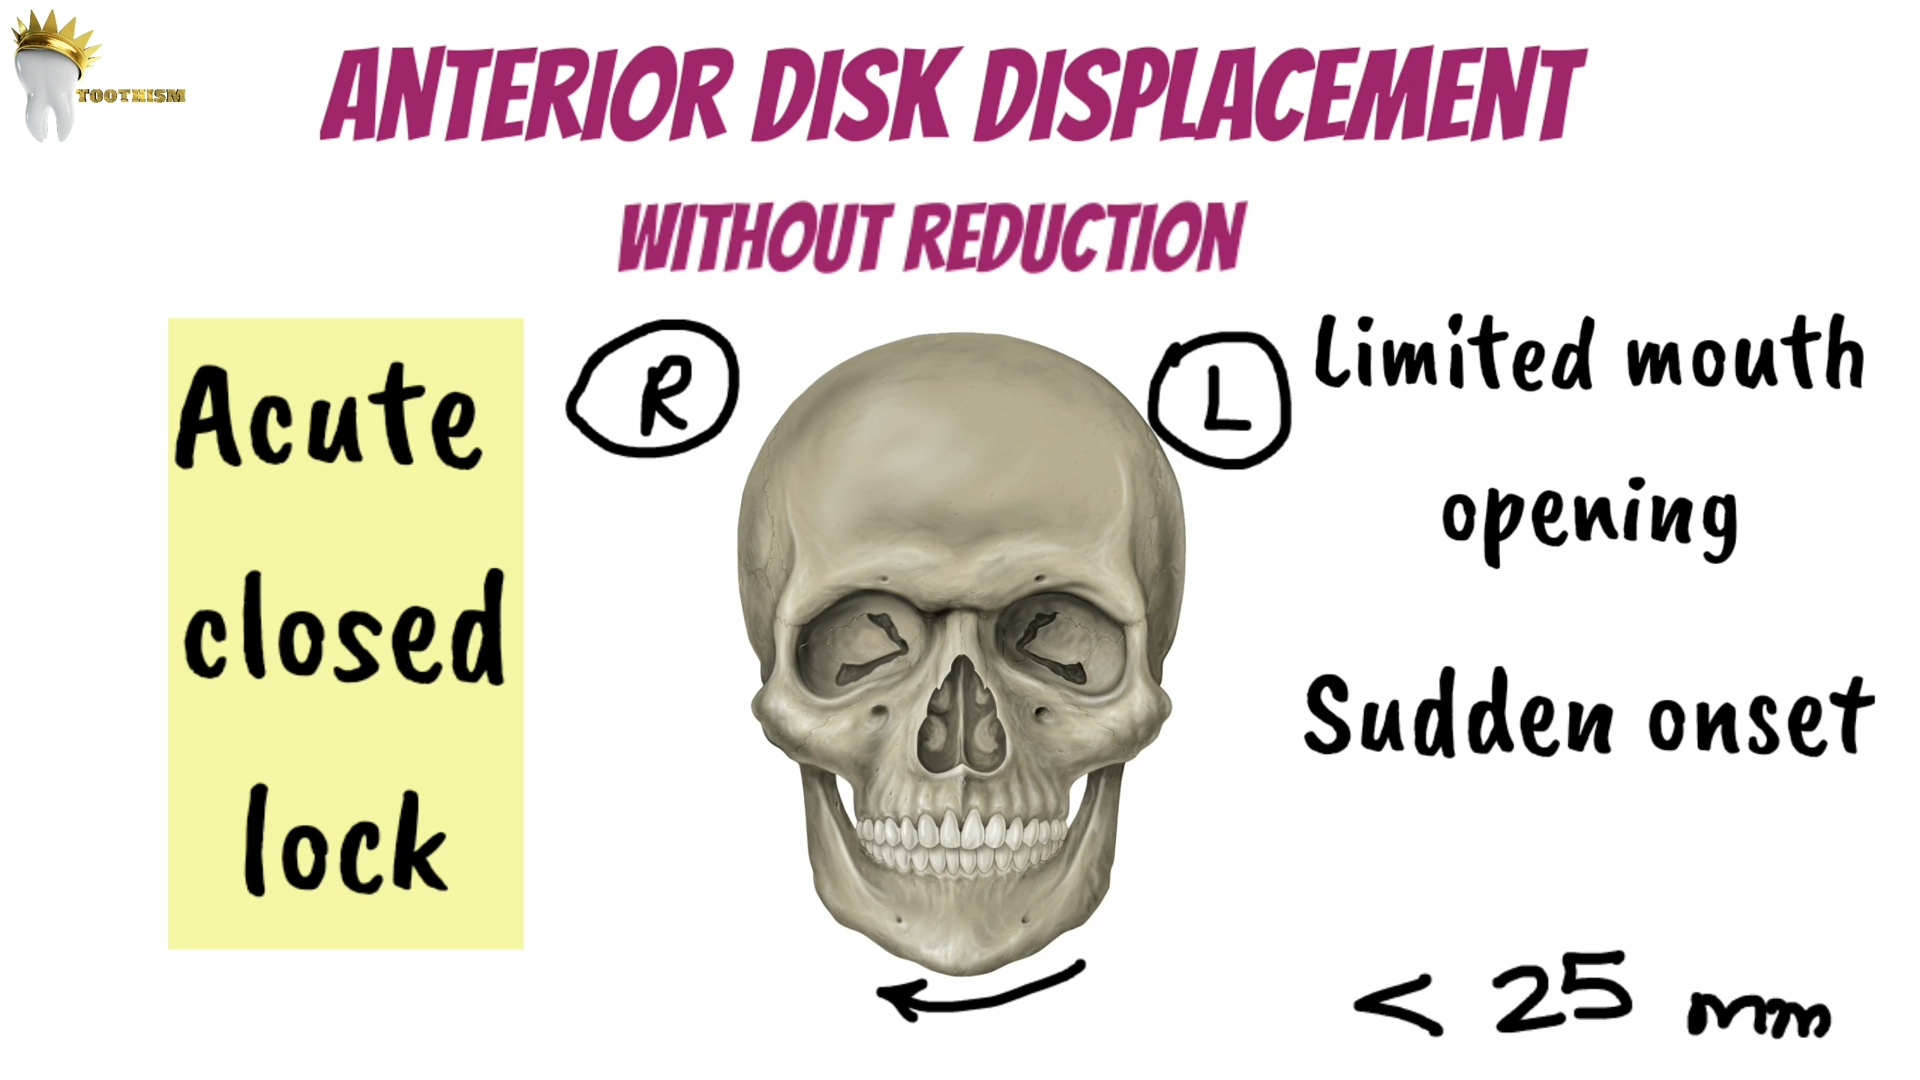 TOOTHISM
ANTERIOR DISK DISPLACEMENT
WITHOUT REDUCTION
Acute
closed
lock
R
L
Limited mouth
opening
Sudden onset
< 25 mm